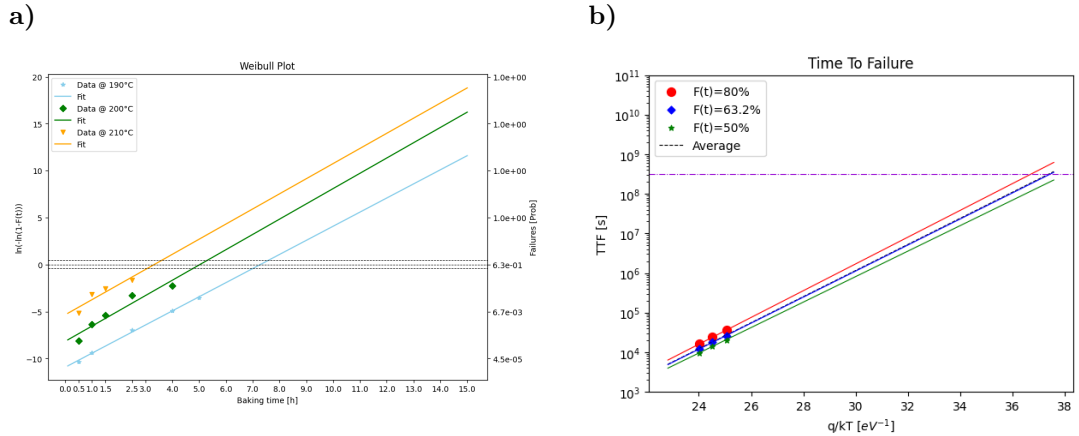 a)
Weibull Plot
Data @ 190°C
Fit
Data @ 200°C
Fit
Data @ 210°C
Fit
20
15
10
5
0
−5
−10
ln(-ln(1-F(t)))
1.0e+00
1.0e+00
1.0e+00
1.0e+00
6.3e-01
6.7e-03
4.5e-05
Failures [Prob]
0.0 0.5 1.0 1.5 2.5 3.0 4.0 5.0 6.0 7.0 8.0 9.0 10.0 11.0 12.0 13.0 14.0 15.0
Baking time [h]
b)
Time To Failure
F(t)=80%
F(t)=63.2%
F(t)=50%
Average
10¹¹
10¹⁰
10⁹
10⁸
10⁷
10⁶
10⁵
10⁴
10³
TTF [s]
24 26 28 30 32 34 36 38
q/kT [eV⁻¹]